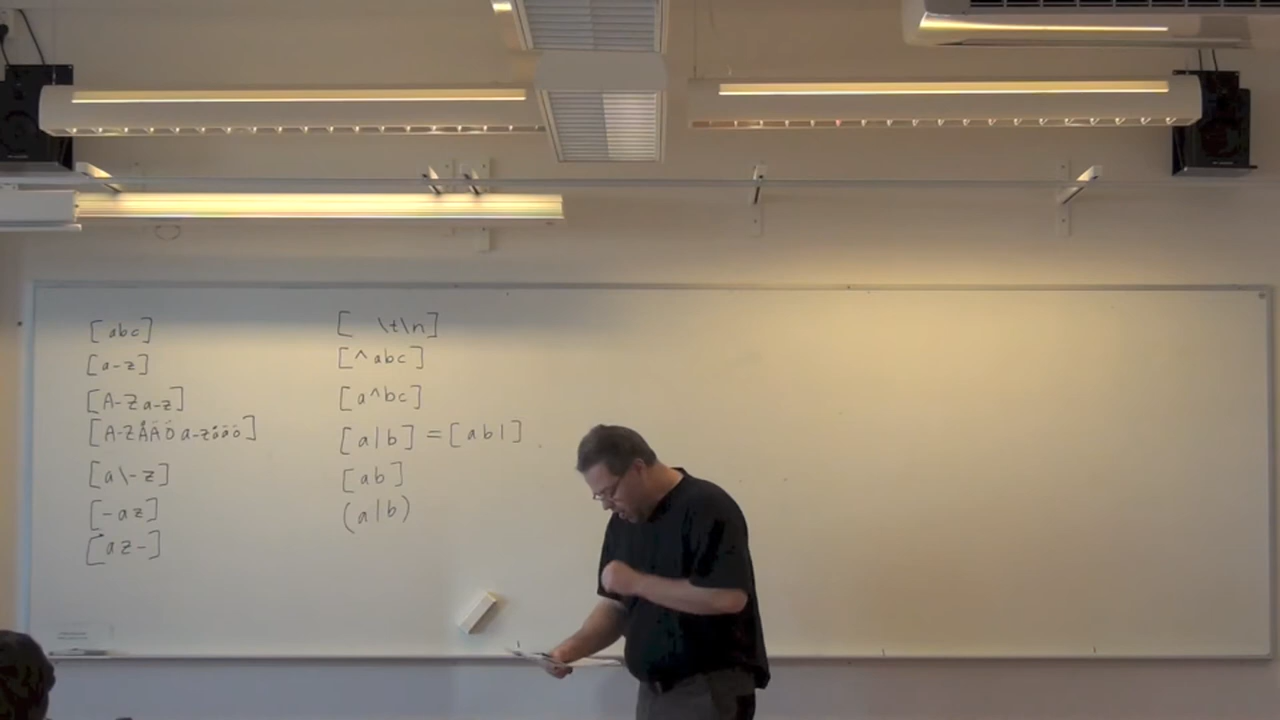 [abc]
[a-z]
[A-Za-z]
[A-ZÅÄÖa-zåäö]
[a\-z]
[-az]
[az-]
[ \t\n]
[^abc]
[a^bc]
[a|b] = [ab|]
[ab]
(a|b)